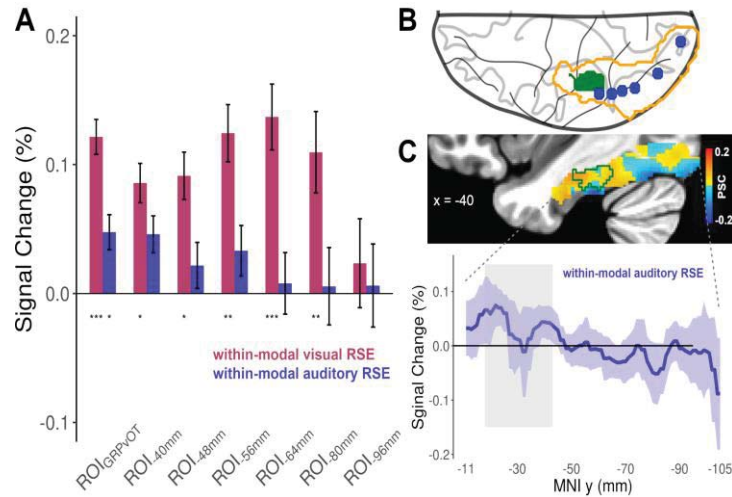 A
0.2
0.1
0.0
-0.1
Signal Change (%)
*** *
*
*
**
***
**
within-modal visual RSE
within-modal auditory RSE
ROI GRPvOT
ROI -40mm
ROI -48mm
ROI -56mm
ROI -64mm
ROI -80mm
ROI -96mm
B
C
x = -40
0.2
PSC
-0.2
within-modal auditory RSE
Sginal Change (%)
0.1
0.0
-0.1
0.2
-11
-30
-50
-70
-90
-105
MNI y (mm)